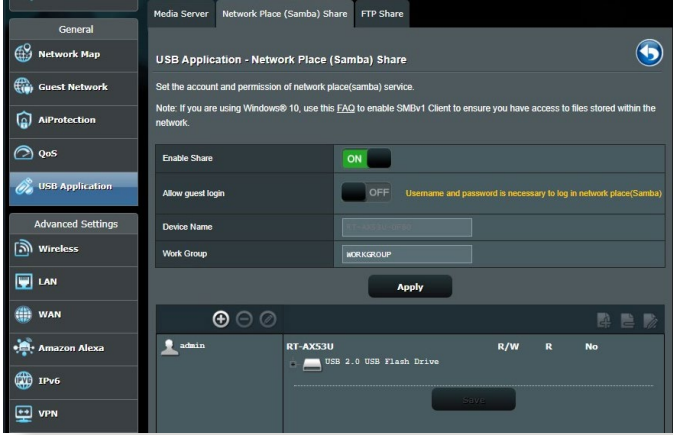 Media Server Network Place (Samba) Share FTP Share
General
Network Map
Guest Network
AiProtection
QoS
USB Application
Advanced Settings
Wireless
LAN
WAN
Amazon Alexa
IPv6
VPN
USB Application - Network Place (Samba) Share
Set the account and permission of network place(samba) service.
Note: If you are using Windows® 10, use this FAQ to enable SMBv1 Client to ensure you have access to files stored within the
network.
Enable Share ON
Allow guest login OFF Username and password is necessary to log in network place(Samba)
Device Name
Work Group WORKGROUP
Apply
admin
RT-AX53U R/W R No
USB 2.0 USB Flash Drive
Save